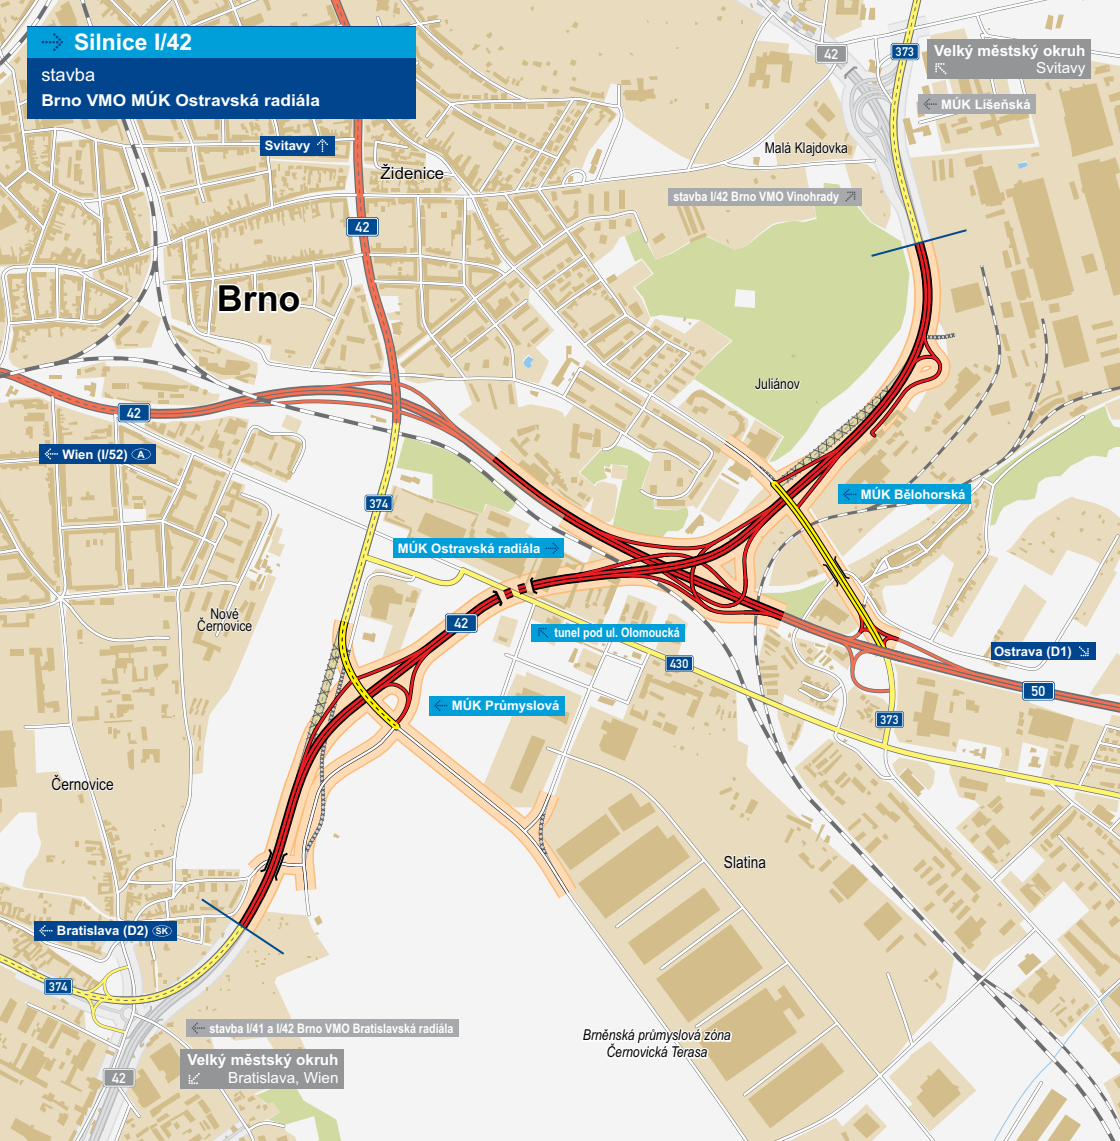 Silnice I/42
stavba
Brno VMO MÚK Ostravská radiála
42
373
Velký městský okruh
Svitavy
MÚK Líšeňská
Svitavy
Židenice
Malá Klajdovka
stavba I/42 Brno VMO Vinohrady
42
Brno
Juliánov
42
Wien (I/52) A
374
MÚK Bělohorská
MÚK Ostravská radiála
Nové
Černovice
42
tunel pod ul. Olomoucká
430
Ostrava (D1)
50
MÚK Průmyslová
373
Černovice
Slatina
Bratislava (D2) SK
374
stavba I/41 a I/42 Brno VMO Bratislavská radiála
Brněnská průmyslová zóna
Černovická Terasa
Velký městský okruh
Bratislava, Wien
42